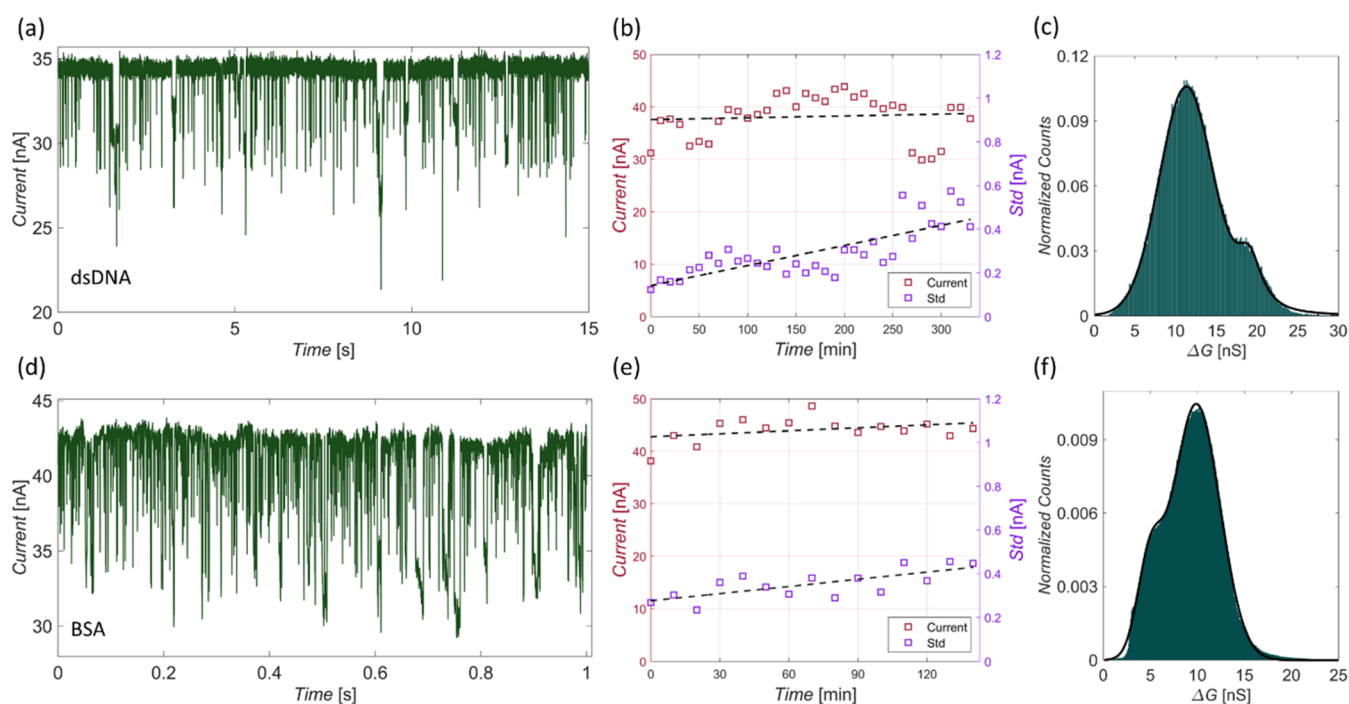 (a)
35
30
25
20
Current [nA]
dsDNA
0 5 10 15
Time [s]
(b)
50
40
30
20
10
0
Current [nA]
1.2
1
0.8
0.6
0.4
0.2
0
Std [nA]
Current
Std
0 50 100 150 200 250 300
Time [min]
(c)
0.12
0.09
0.06
0.03
0
Normalized Counts
0 5 10 15 20 25 30
ΔG [nS]
(d)
45
40
35
30
Current [nA]
BSA
0 0.2 0.4 0.6 0.8 1
Time [s]
(e)
50
40
30
20
10
0
Current [nA]
1.2
1
0.8
0.6
0.4
0.2
0
Std [nA]
Current
Std
0 30 60 90 120
Time [min]
(f)
0.009
0.006
0.003
0
Normalized Counts
0 5 10 15 20 25
ΔG [nS]